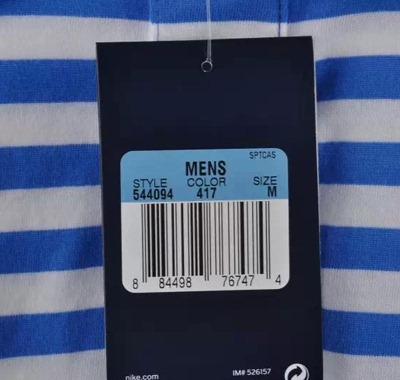 SPTCAS
MENS
STYLE COLOR SIZE
544094 417 M
8 84498 76747 4
nike.com IM# 526157